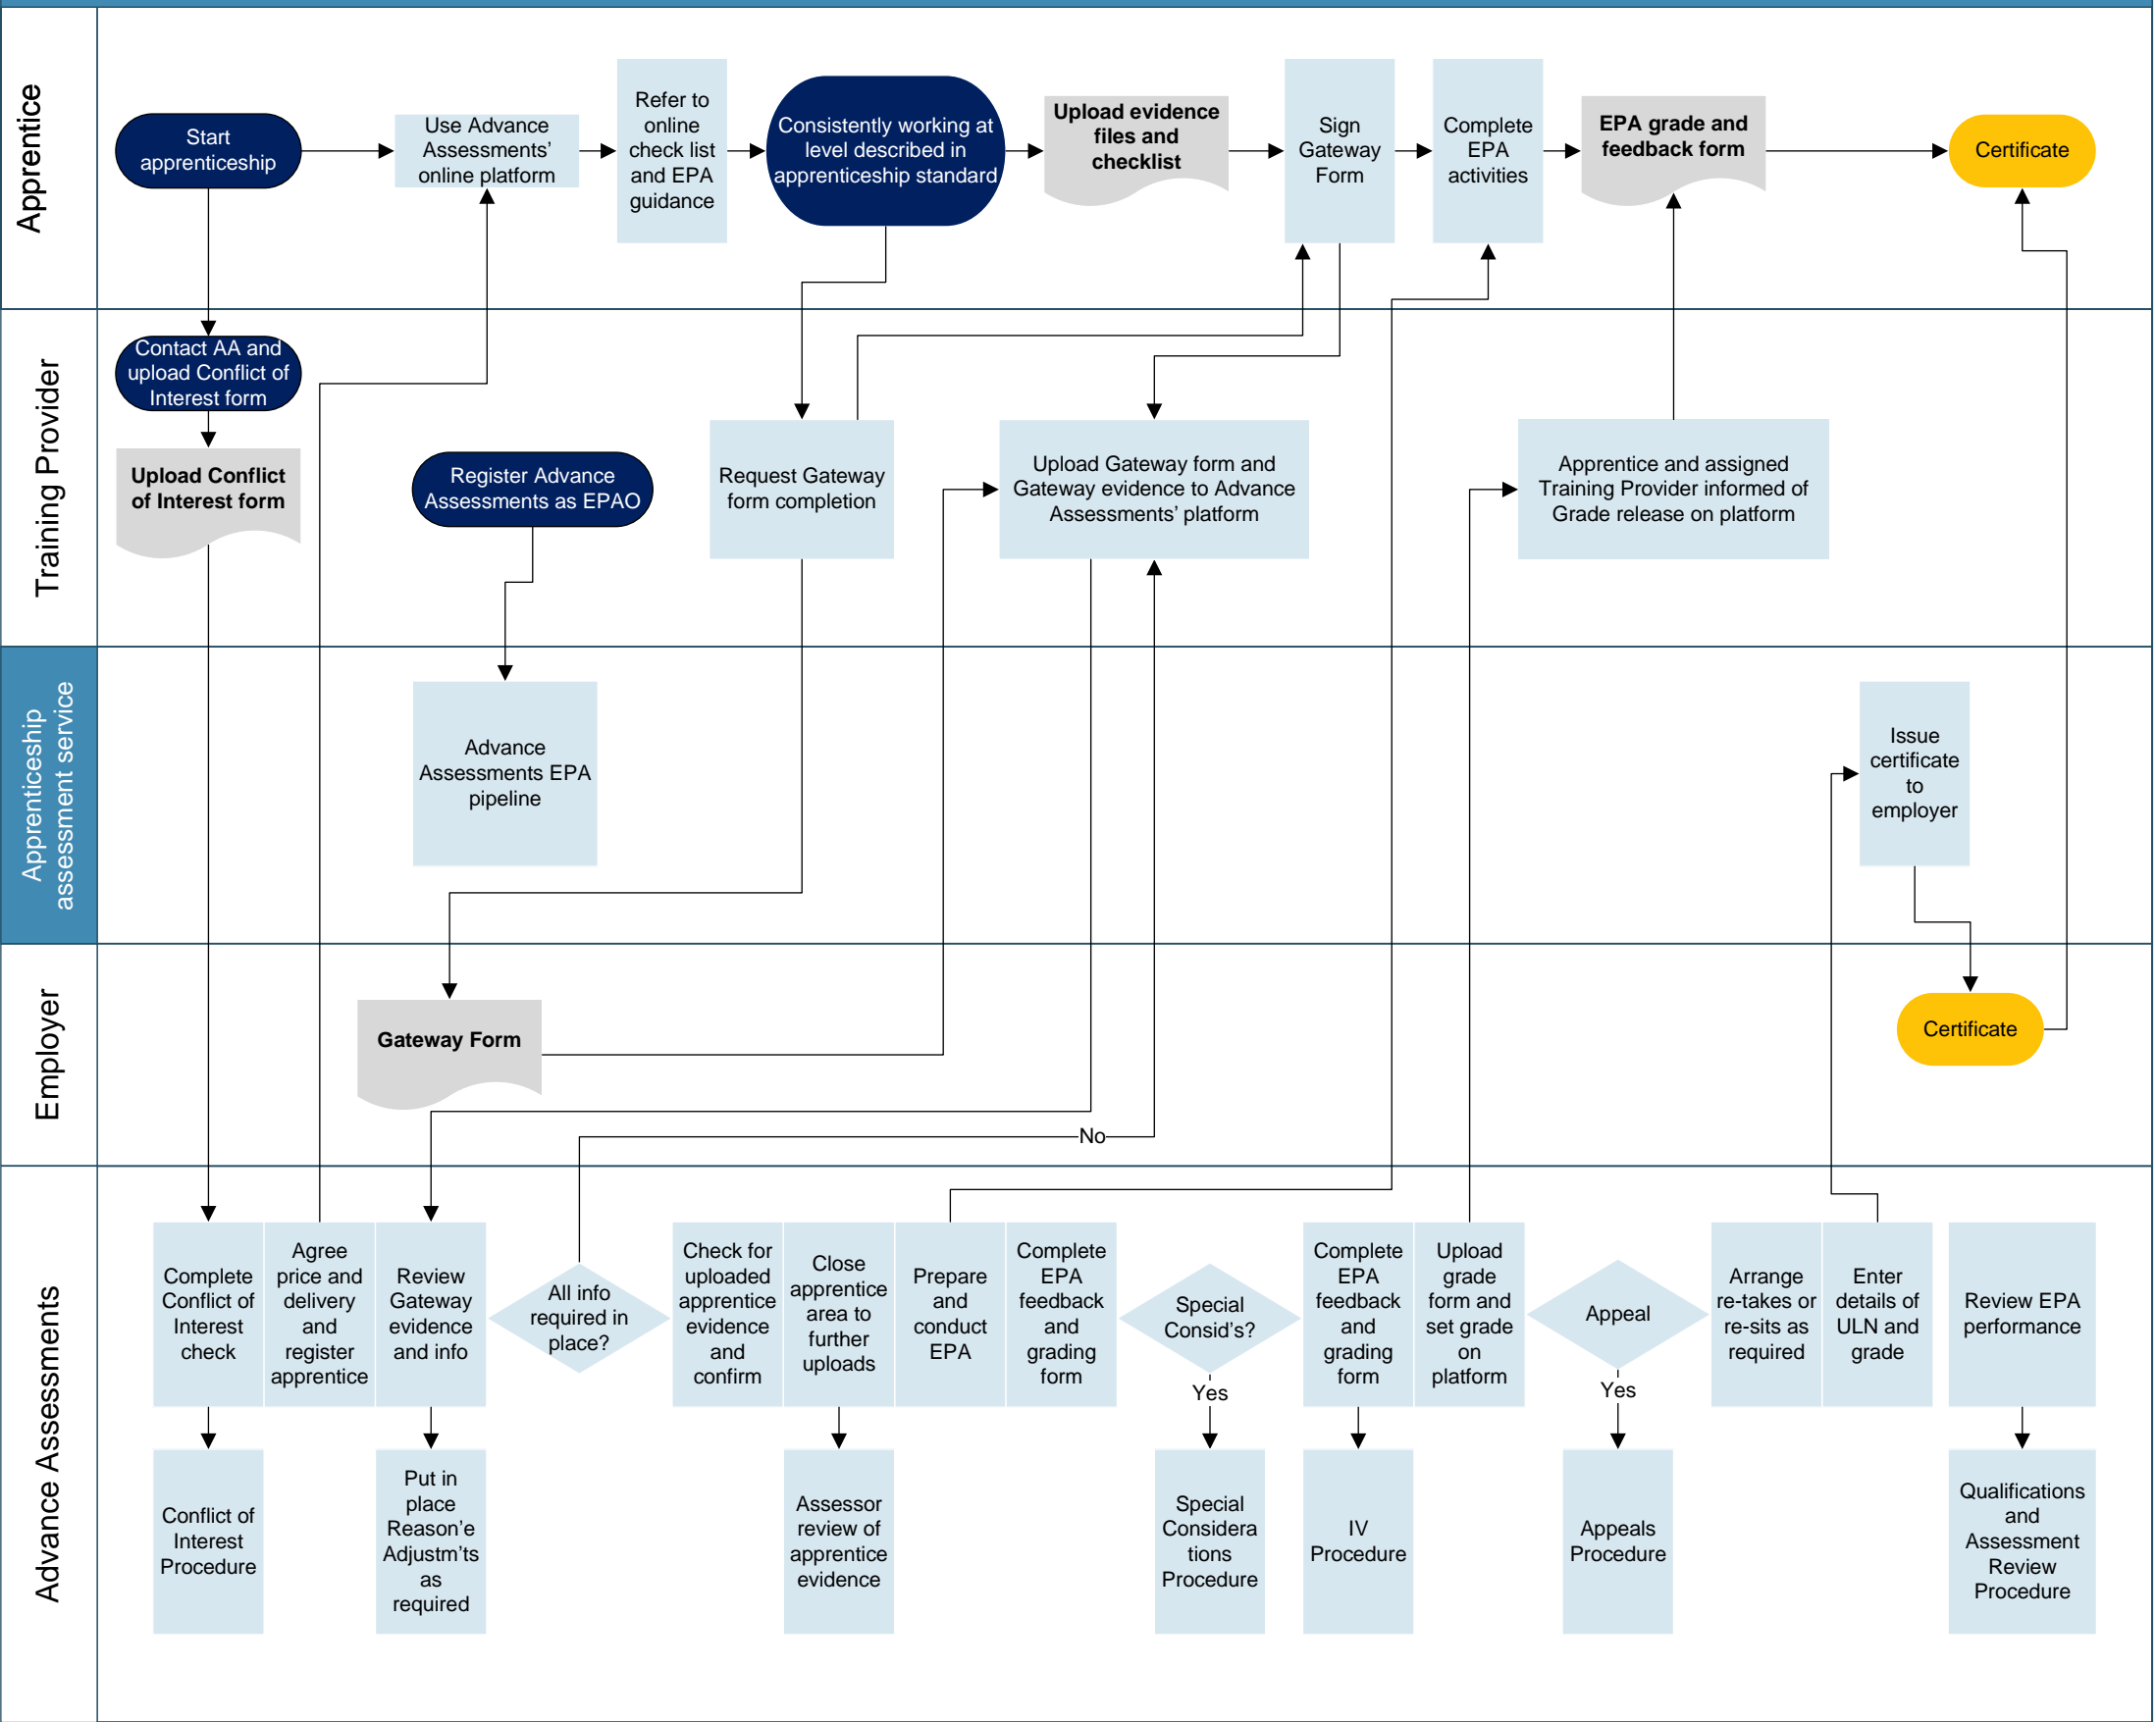 Apprentice
Start
apprenticeship
Use Advance
Assessments’
online platform
Refer to
online
check list
and EPA
guidance
Consistently working at
level described in
apprenticeship standard
Upload evidence
files and
checklist
Sign
Gateway
Form
Complete
EPA
activities
EPA grade and
feedback form
Certificate
Training Provider
Contact AA and
upload Conflict of
Interest form
Upload Conflict
of Interest form
Register Advance
Assessments as EPAO
Request Gateway
form completion
Upload Gateway form and
Gateway evidence to Advance
Assessments’ platform
Apprentice and assigned
Training Provider informed of
Grade release on platform
Apprenticeship
assessment service
Advance
Assessments EPA
pipeline
Issue
certificate
to
employer
Employer
Gateway Form
Certificate
No
Advance Assessments
Complete
Conflict of
Interest
check
Agree
price and
delivery
and
register
apprentice
Review
Gateway
evidence
and info
All info
required in
place?
Check for
uploaded
apprentice
evidence
and
confirm
Close
apprentice
area to
further
uploads
Prepare
and
conduct
EPA
Complete
EPA
feedback
and
grading
form
Special
Consid's?
Complete
EPA
feedback
and
grading
form
Upload
grade
form and
set grade
on
platform
Appeal
Arrange
re-takes or
re-sits as
required
Enter
details of
ULN and
grade
Review EPA
performance
Yes
Yes
Conflict of
Interest
Procedure
Put in
place
Reason’e
Adjustm’ts
as
required
Assessor
review of
apprentice
evidence
Special
Considera
tions
Procedure
IV
Procedure
Appeals
Procedure
Qualifications
and
Assessment
Review
Procedure